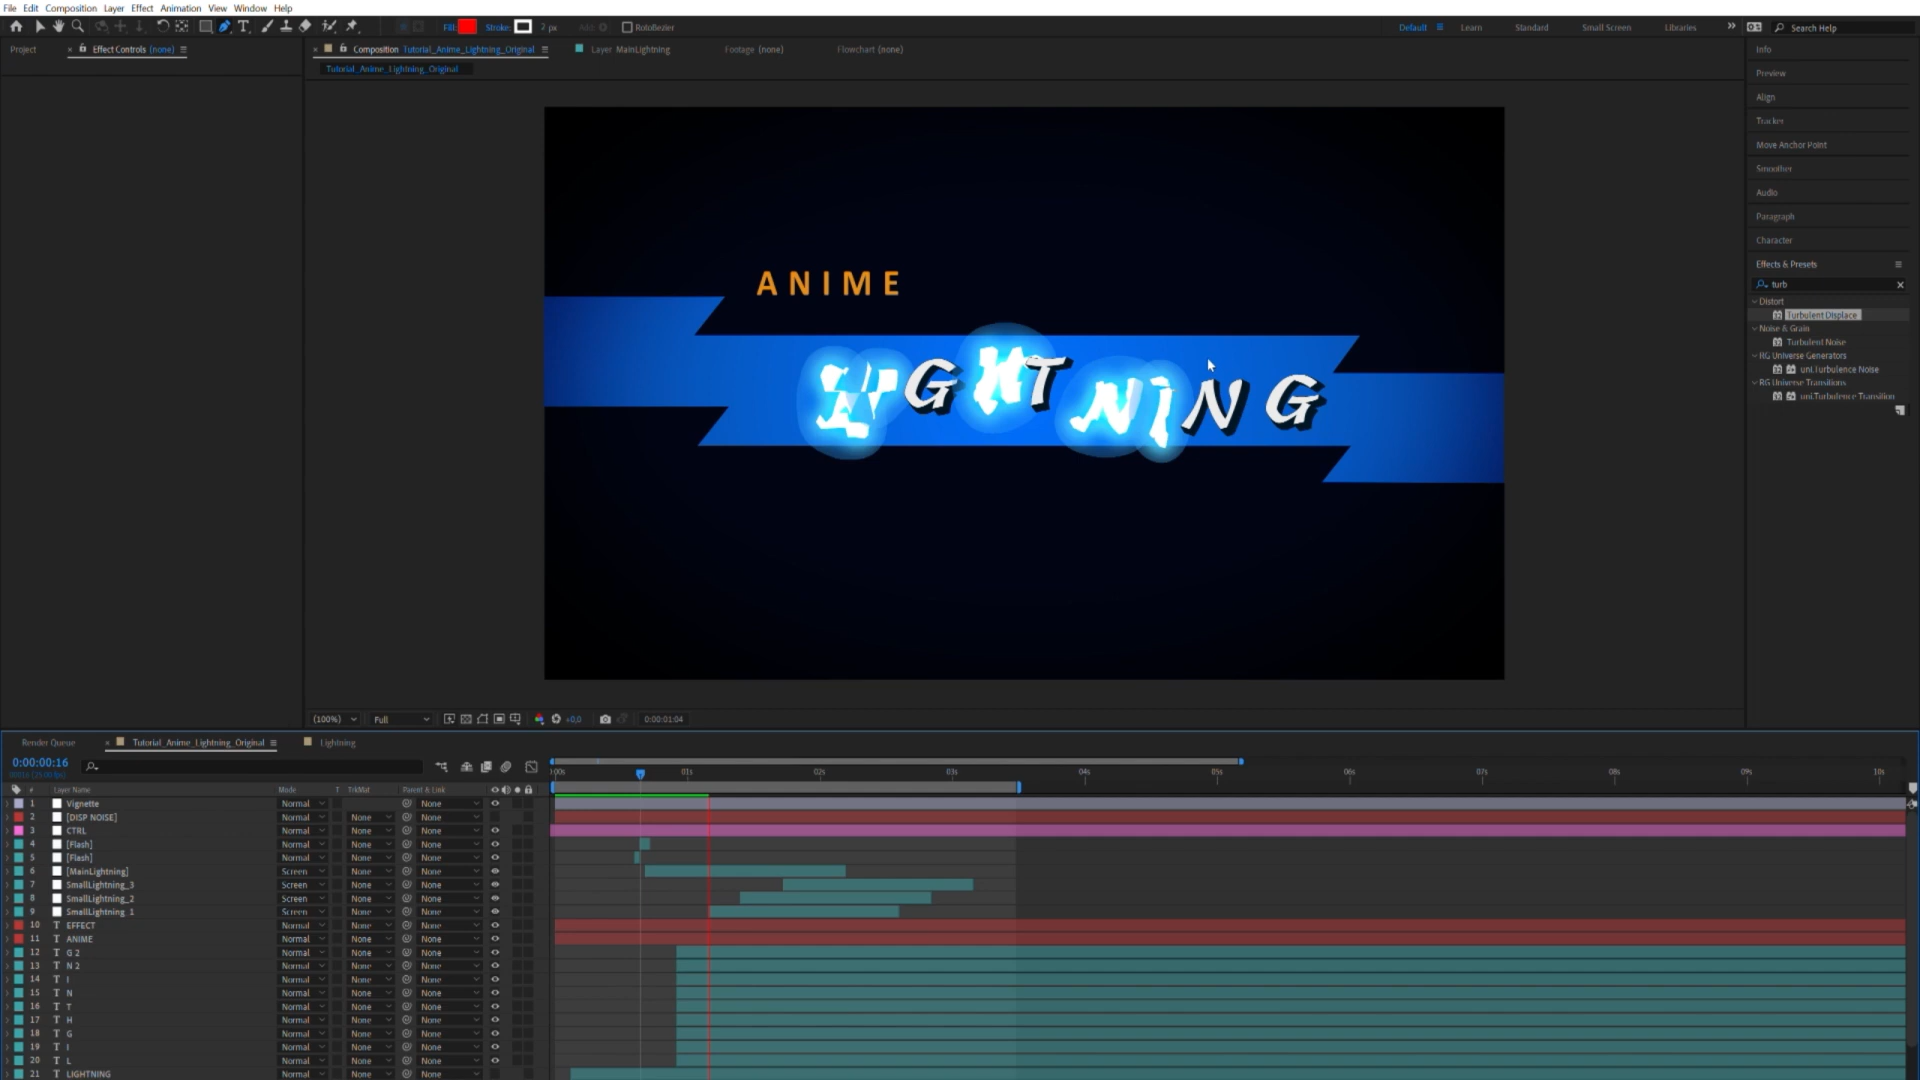 File Edit Composition Layer Effect Animation View Window Help
Fill: Stroke: 2 px Add: RotoBezier Default Learn Standard Small Screen Libraries Search Help
Project Effect Controls (none) Composition Tutorial_Anime_Lightning_Original Layer MainLightning Footage (none) Flowchart (none)
Tutorial_Anime_Lightning_Original
Info
Preview
Align
Tracker
Move Anchor Point
Smoother
Audio
Paragraph
Character
Effects & Presets
turb
Distort
Turbulent Displace
Noise & Grain
Turbulent Noise
RG Universe Generators
uni.Turbulence Noise
RG Universe Transitions
uni.Turbulence Transition
ANIME
LIGHTNING
(100%) Full +0,0 0:00:01:04
Render Queue Tutorial_Anime_Lightning_Original Lightning
0:00:00:16
:00s 01s 02s 03s 04s 05s 06s 07s 08s 09s 10s
# Layer Name Mode T TrkMat Parent & Link
1 Vignette Normal None
2 [DISP NOISE] Normal None None
3 CTRL Normal None None
4 [Flash] Normal None None
5 [Flash] Normal None None
6 [MainLightning] Screen None None
7 SmallLightning_3 Screen None None
8 SmallLightning_2 Screen None None
9 SmallLightning_1 Screen None None
10 T EFFECT Normal None None
11 T ANIME Normal None None
12 T G 2 Normal None None
13 T N 2 Normal None None
14 T I Normal None None
15 T N Normal None None
16 T T Normal None None
17 T H Normal None None
18 T G Normal None None
19 T I Normal None None
20 T L Normal None None
21 T LIGHTNING Normal None None